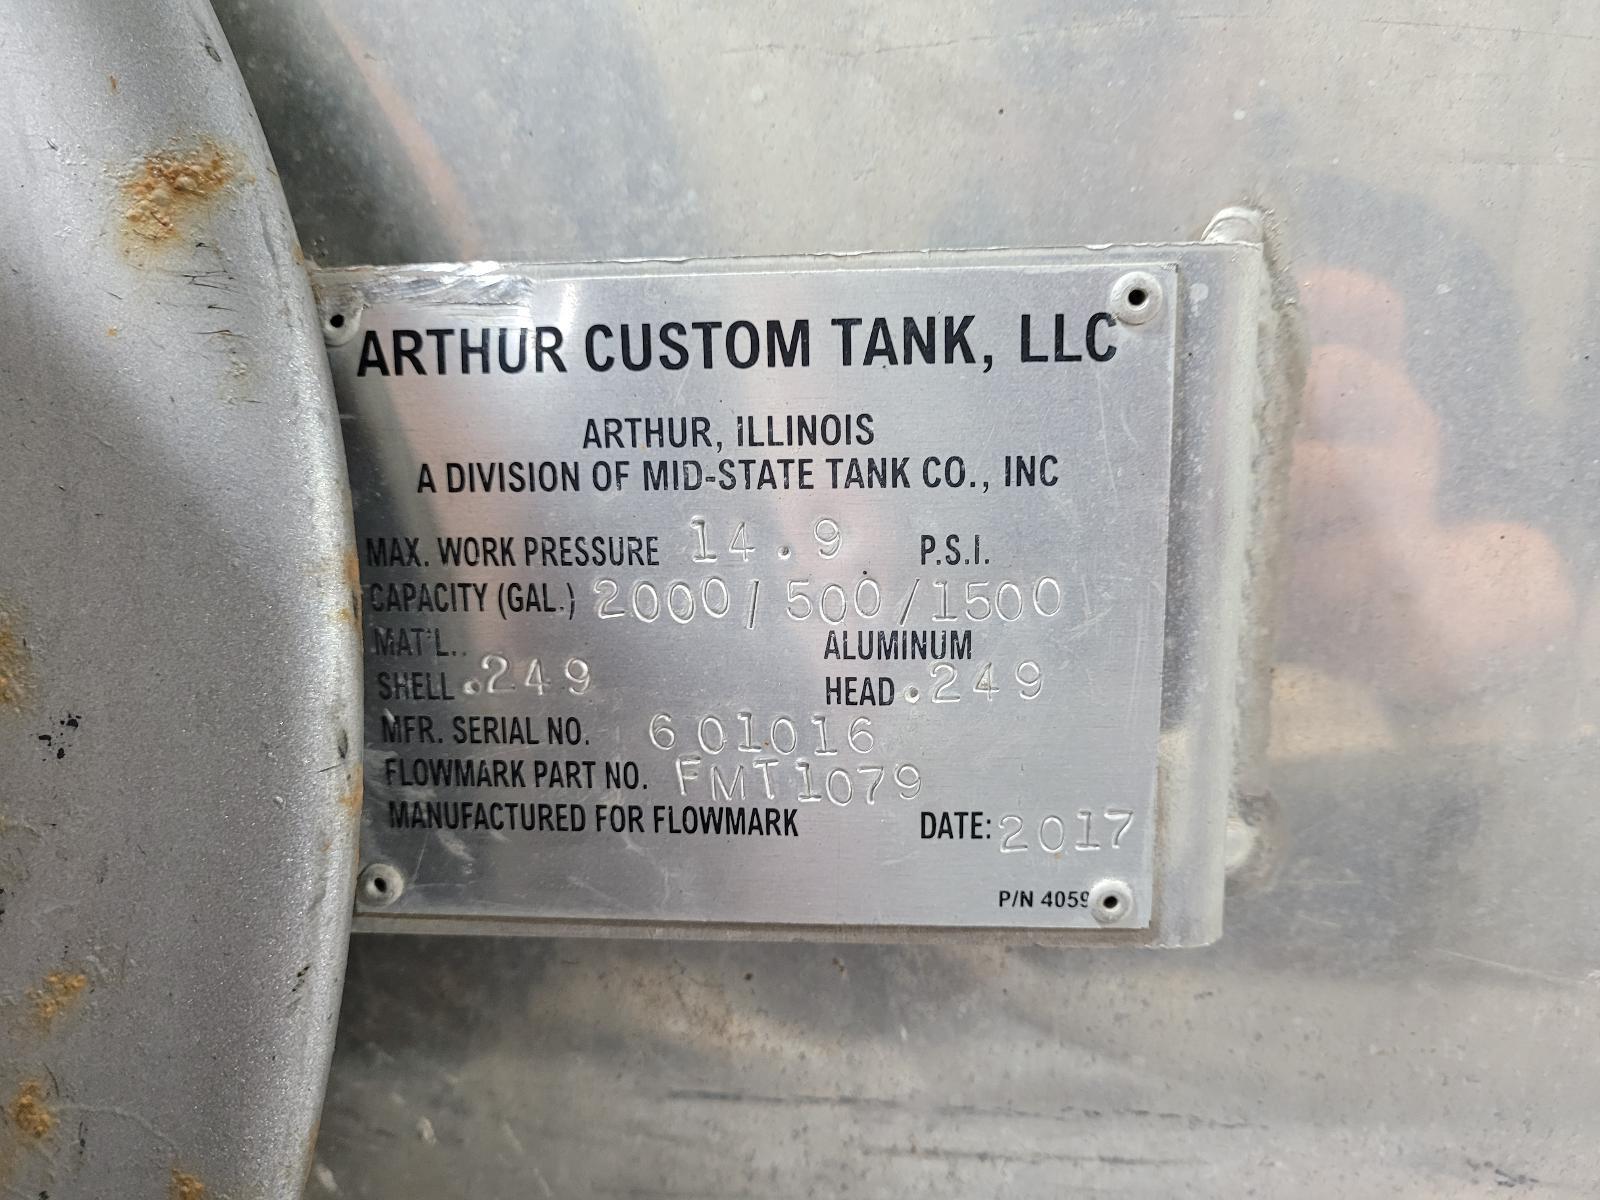 ARTHUR CUSTOM TANK, LLC
ARTHUR, ILLINOIS
A DIVISION OF MID-STATE TANK CO., INC
MAX. WORK PRESSURE 14.9 P.S.I.
CAPACITY (GAL.) 2000/500/1500
MAT'L.. ALUMINUM
SHELL .249 HEAD .249
MFR. SERIAL NO. 601016
FLOWMARK PART NO. FMT1079
MANUFACTURED FOR FLOWMARK DATE: 2017
P/N 4059